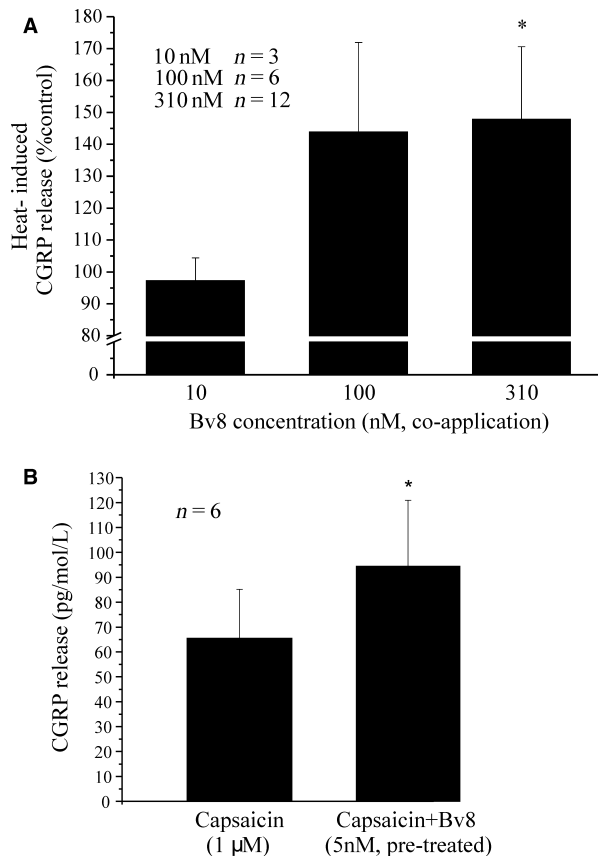 A
Heat- induced
CGRP release (%control)
180
170
160
150
140
130
120
110
100
90
80
0
10 nM n = 3
100 nM n = 6
310 nM n = 12
*
10 100 310
Bv8 concentration (nM, co-application)
B
CGRP release (pg/mol/L)
130
120
110
100
90
80
70
60
50
40
30
20
10
0
n = 6
*
Capsaicin Capsaicin+Bv8
(1 µM) (5nM, pre-treated)